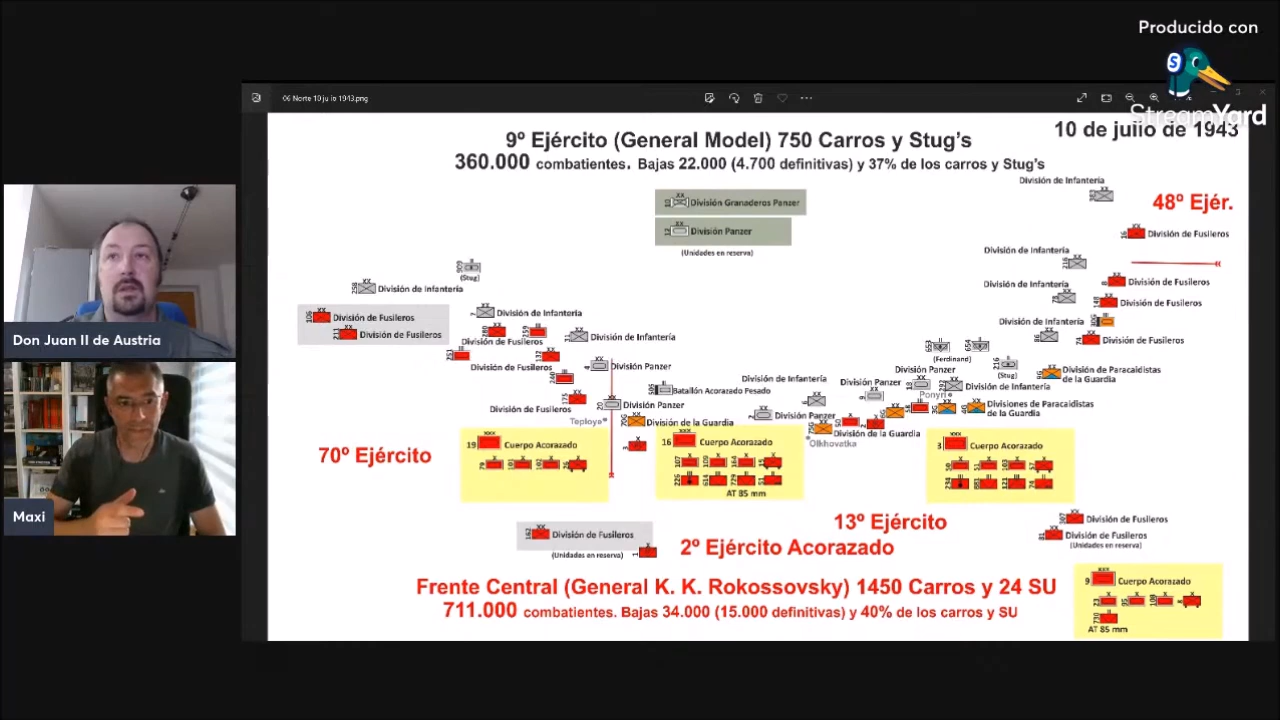 Producido con
StreamYard
06 Norte 10 julio 1943.png
9º Ejército (General Model) 750 Carros y Stug's
10 de julio de 1943
360.000 combatientes. Bajas 22.000 (4.700 definitivas) y 37% de los carros y Stug's
División de Infantería
48º Ejér.
División Granaderos Panzer
División Panzer
(Unidades en reserva)
División de Fusileros
División de Infantería
(Stug)
División de Infantería
División de Fusileros
División de Infantería
División de Fusileros
División de Infantería
División de Fusileros
División de Fusileros
División de Infantería
División de Fusileros
Don Juan II de Austria
División de Fusileros
División de Infantería
(Ferdinand)
División de Fusileros
División Panzer
(Stug)
División de Paracaidistas
de la Guardia
División Panzer
Batallón Acorazado Pesado
División de Infantería
División Panzer
División de Infantería
Ponyri
División de Fusileros
División Panzer
División Panzer
Divisiones de Paracaidistas
de la Guardia
Teploye
División de la Guardia
División de la Guardia
Olkhovatka
70º Ejército
19 Cuerpo Acorazado
16 Cuerpo Acorazado
AT 85 mm
3 Cuerpo Acorazado
Maxi
13º Ejército
División de Fusileros
División de Fusileros
(Unidades en reserva)
División de Fusileros
(Unidades en reserva)
2º Ejército Acorazado
Frente Central (General K. K. Rokossovsky) 1450 Carros y 24 SU
711.000 combatientes. Bajas 34.000 (15.000 definitivas) y 40% de los carros y SU
9 Cuerpo Acorazado
AT 85 mm